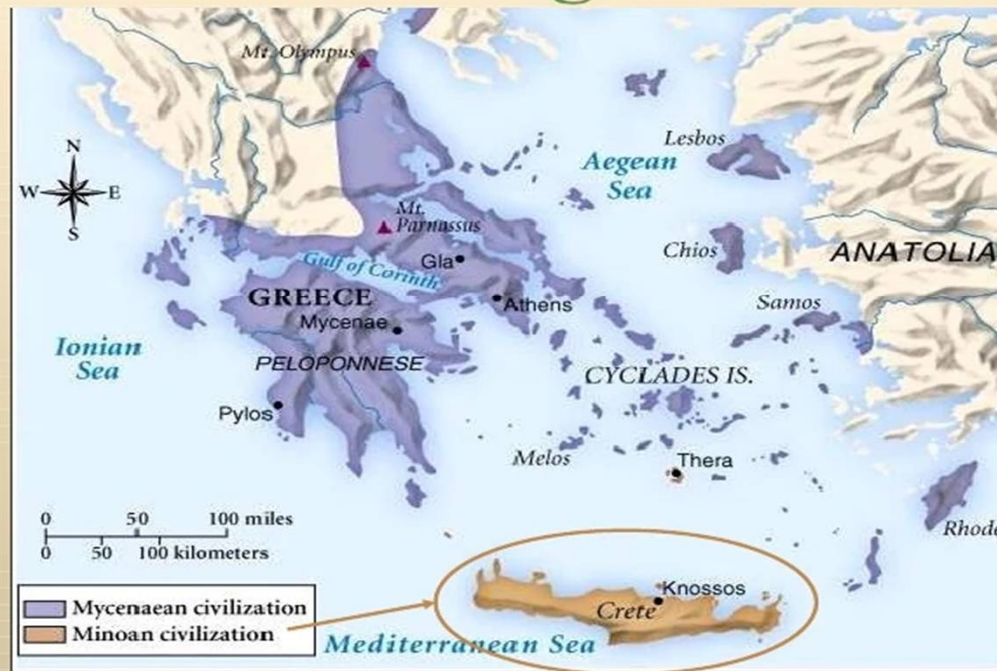 Mt. Olympus
N
W E
S
Lesbos
Aegean
Sea
Mt.
Parnassus
Gla
Gulf of Corinth
Chios
ANATOLIA
GREECE
Athens
Samos
Mycenae
Ionian
Sea
PELOPONNESE
CYCLADES IS.
Pylos
Melos
Thera
0 50 100 miles
0 50 100 kilometers
Rhode
Knossos
Crete
Mycenaean civilization
Minoan civilization
Mediterranean Sea